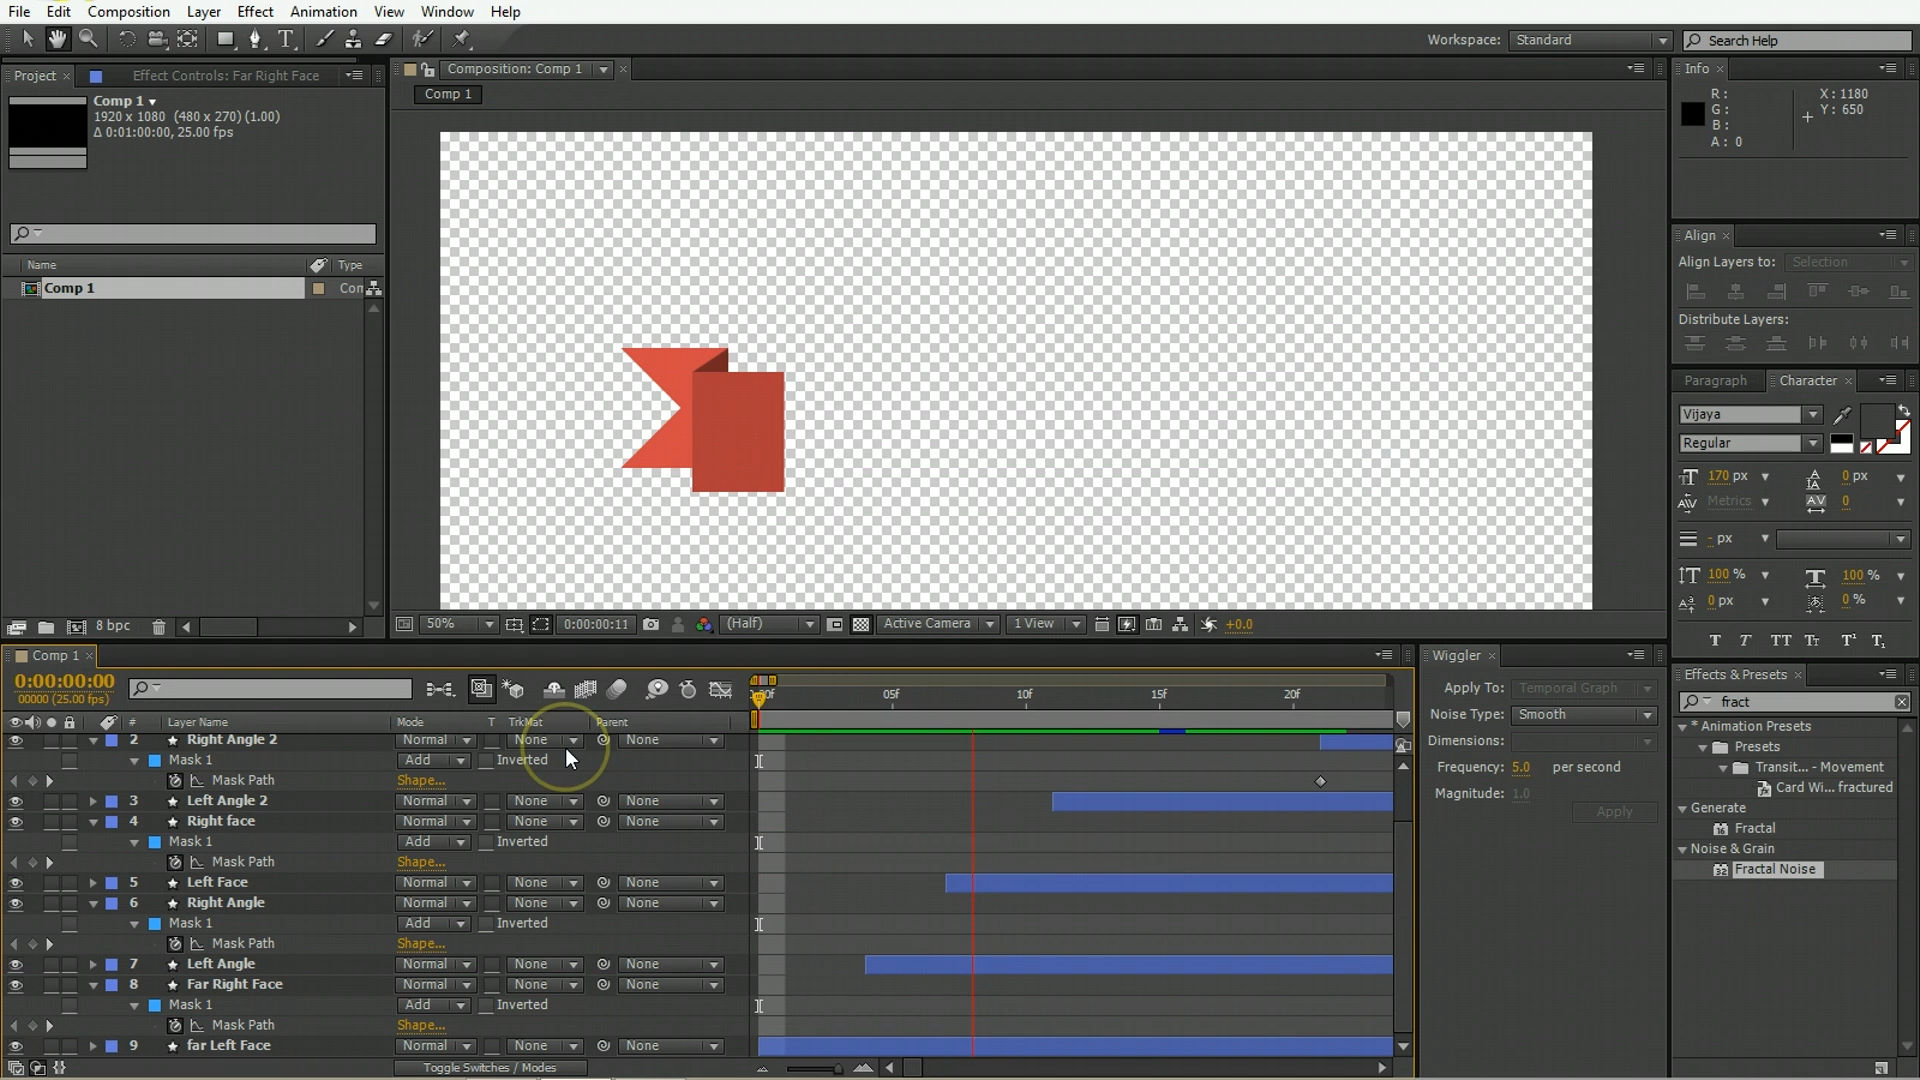 File Edit Composition Layer Effect Animation View Window Help
Workspace: Standard Search Help
Project Effect Controls: Far Right Face
Composition: Comp 1
Comp 1
Comp 1
1920 x 1080 (480 x 270) (1.00)
Δ 0:01:00:00, 25.00 fps
Name Type
Comp 1 Con
8 bpc
50% 0:00:00:11 (Half) Active Camera 1 View +0.0
Info
R: X: 1180
G: Y: 650
B:
A: 0
Align
Align Layers to: Selection
Distribute Layers:
Paragraph Character
Vijaya
Regular
170 px 0 px
Metrics 0
- px
100 % 100 %
0 px 0 %
Comp 1
0:00:00:00
00000 (25.00 fps)
05f 10f 15f 20f
# Layer Name Mode T TrkMat Parent
2 Right Angle 2 Normal None None
Mask 1 Add Inverted
Mask Path Shape...
3 Left Angle 2 Normal None None
4 Right face Normal None None
Mask 1 Add Inverted
Mask Path Shape...
5 Left Face Normal None None
6 Right Angle Normal None None
Mask 1 Add Inverted
Mask Path Shape...
7 Left Angle Normal None None
8 Far Right Face Normal None None
Mask 1 Add Inverted
Mask Path Shape...
9 far Left Face Normal None None
Toggle Switches / Modes
Wiggler
Apply To: Temporal Graph
Noise Type: Smooth
Dimensions:
Frequency: 5.0 per second
Magnitude: 1.0
Apply
Effects & Presets
fract
* Animation Presets
Presets
Transit... - Movement
Card Wi... fractured
Generate
Fractal
Noise & Grain
Fractal Noise